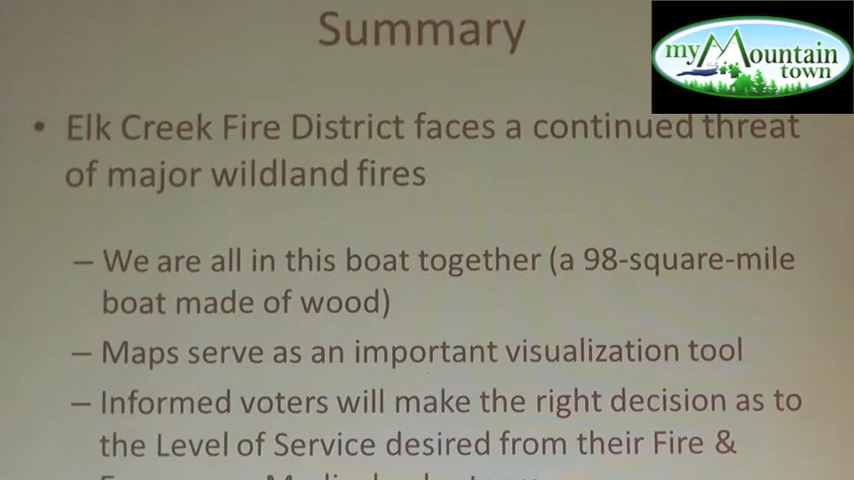 Summary
my Mountain
town
• Elk Creek Fire District faces a continued threat
of major wildland fires
– We are all in this boat together (a 98-square-mile
boat made of wood)
– Maps serve as an important visualization tool
– Informed voters will make the right decision as to
the Level of Service desired from their Fire &